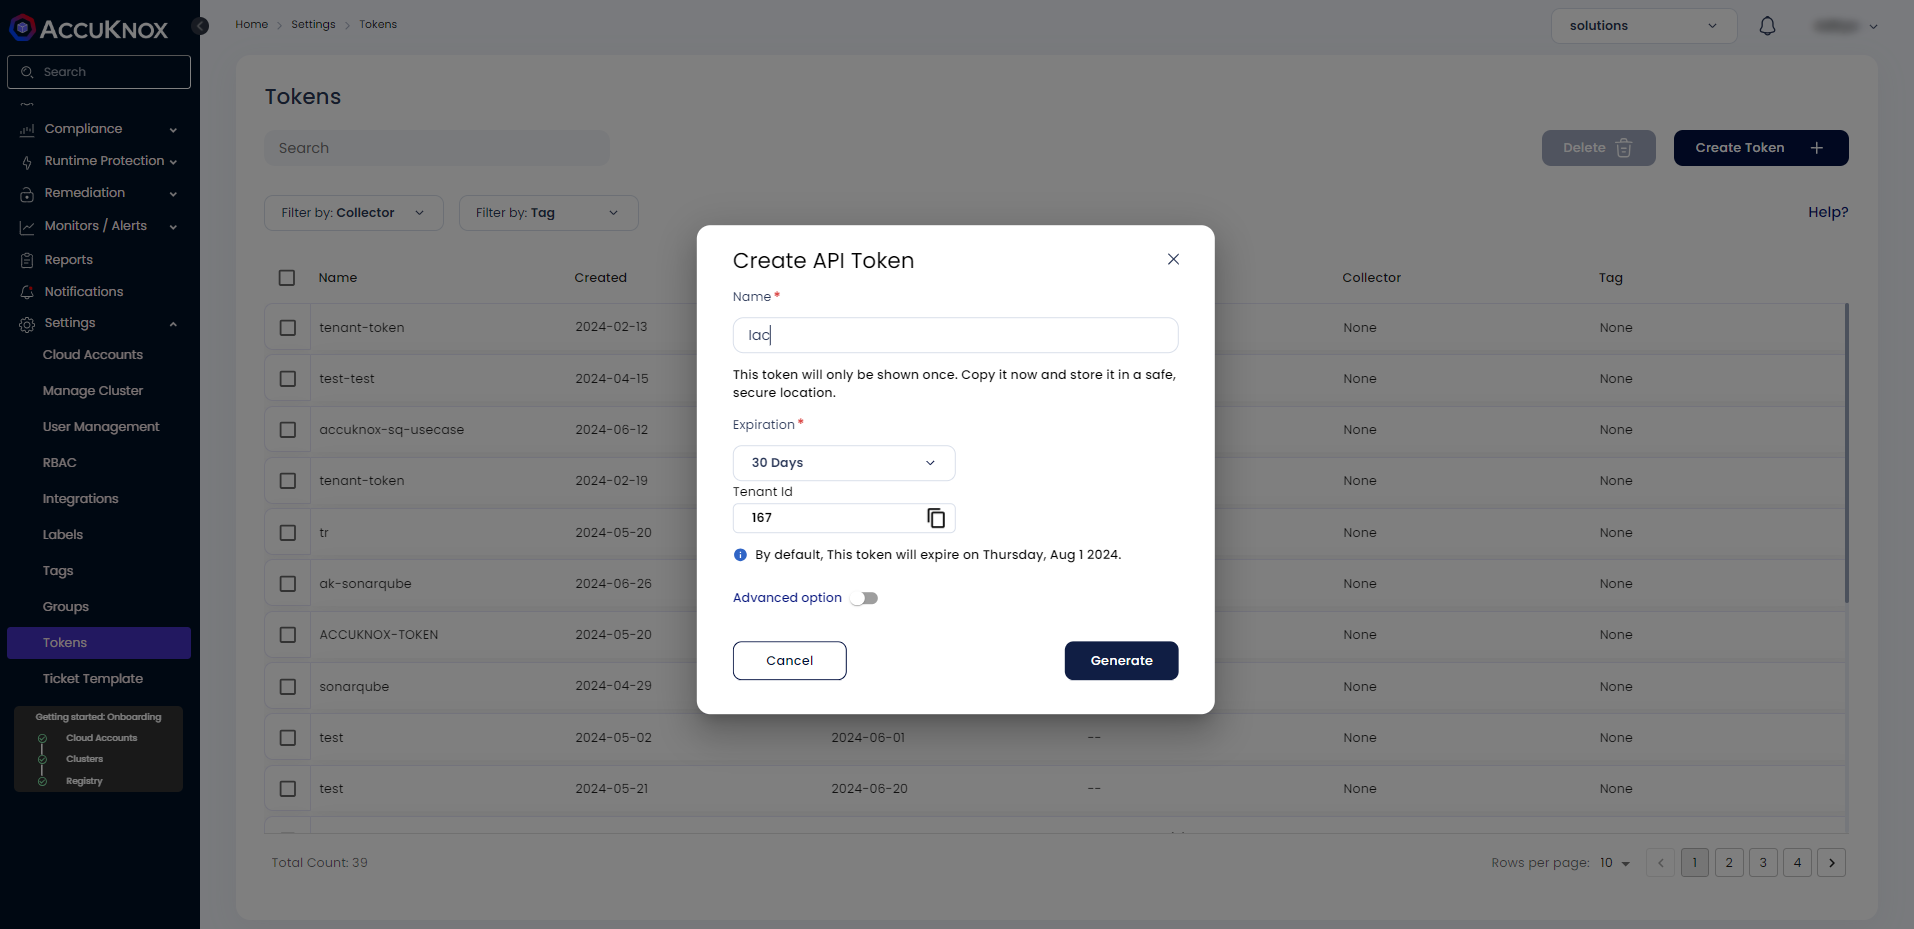 ACCUKNOX
Search
Compliance
Runtime Protection
Remediation
Monitors / Alerts
Reports
Notifications
Settings
Cloud Accounts
Manage Cluster
User Management
RBAC
Integrations
Labels
Tags
Groups
Tokens
Ticket Template
Getting started: Onboarding
Cloud Accounts
Clusters
Registry
Home > Settings > Tokens
solutions
Tokens
Search
Delete
Create Token +
Filter by: Collector
Filter by: Tag
Help?
Name Created Collector Tag
tenant-token 2024-02-13 None None
test-test 2024-04-15 None None
accuknox-sq-usecase 2024-06-12 None None
tenant-token 2024-02-19 None None
tr 2024-05-20 None None
ak-sonarqube 2024-06-26 None None
ACCUKNOX-TOKEN 2024-05-20 None None
sonarqube 2024-04-29 None None
test 2024-05-02 2024-06-01 -- None None
test 2024-05-21 2024-06-20 -- None None
Total Count: 39
Rows per page: 10
< 1 2 3 4 >
Create API Token
Name *
Iac
This token will only be shown once. Copy it now and store it in a safe,
secure location.
Expiration *
30 Days
Tenant Id
167
By default, This token will expire on Thursday, Aug 1 2024.
Advanced option
Cancel
Generate